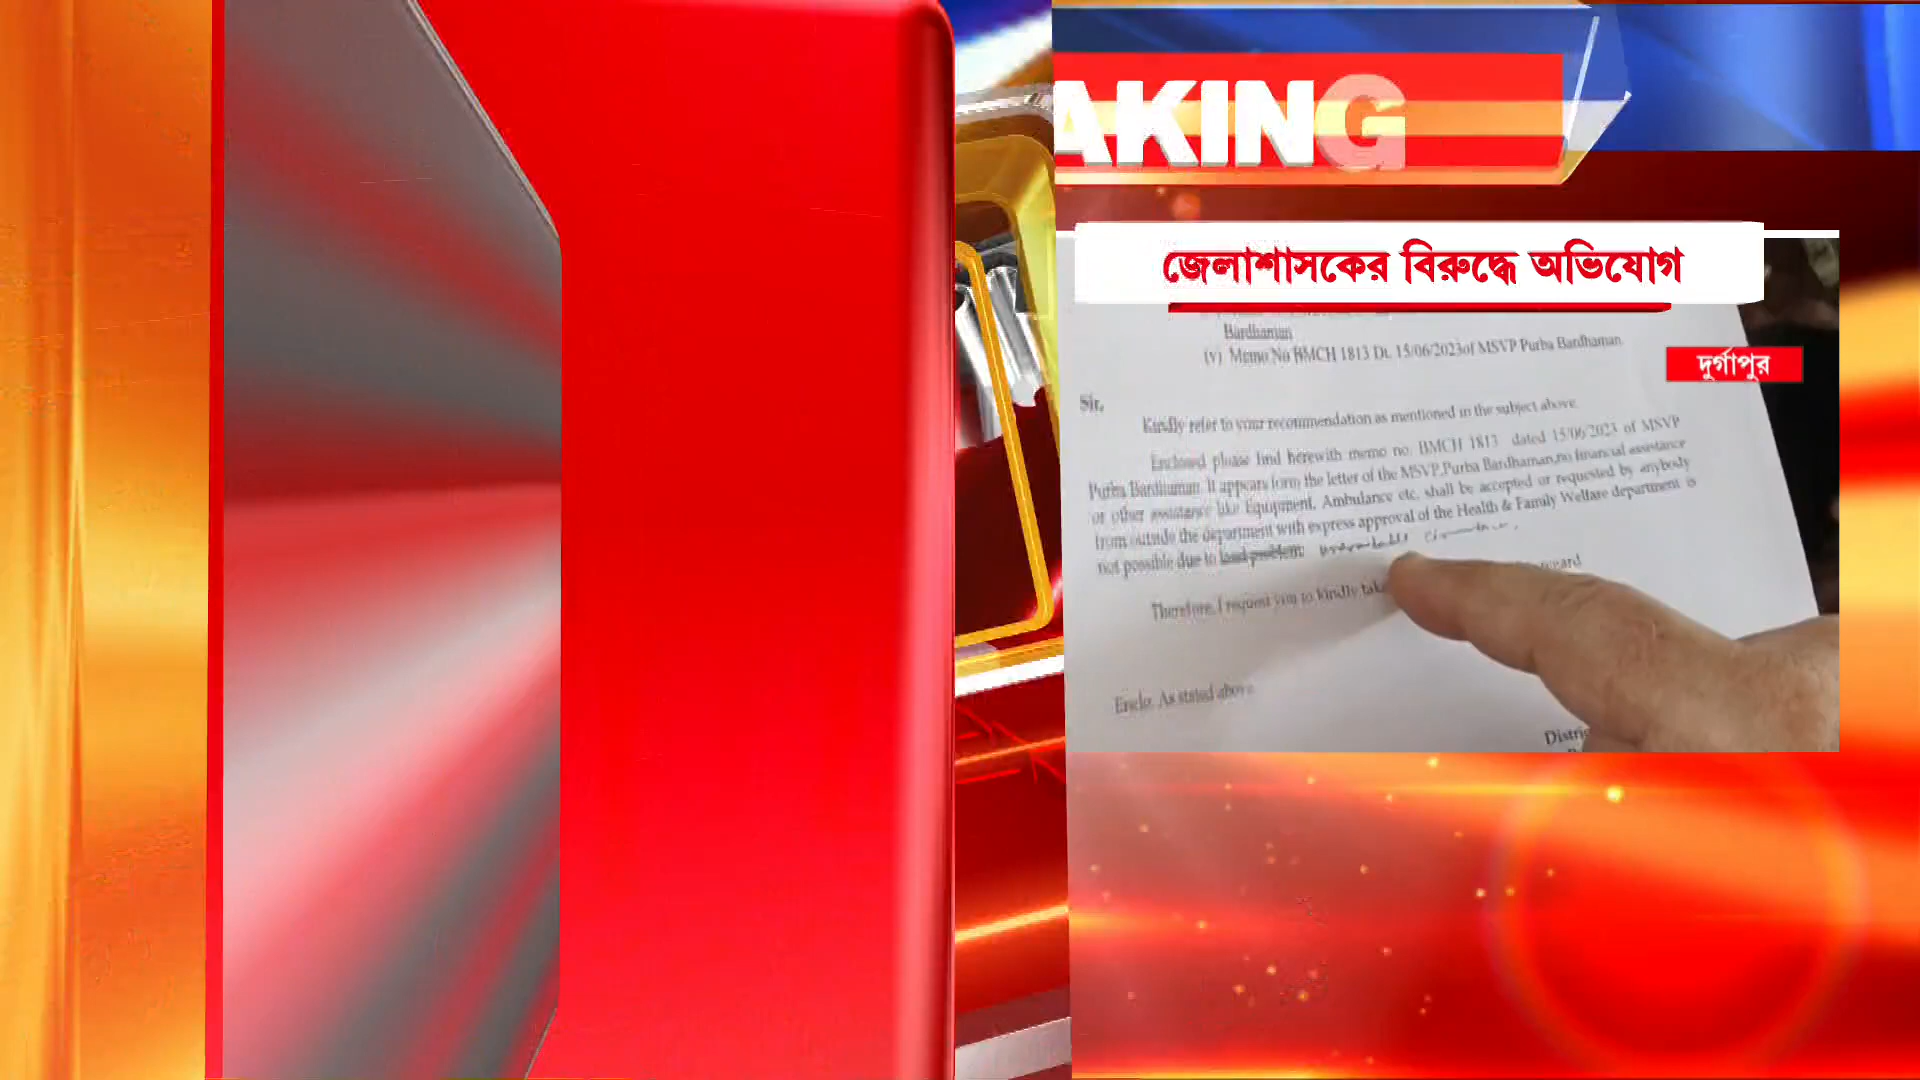 AKING
জেলাশাসকের বিরুদ্ধে অভিযোগ
দুর্গাপুর
Bardhaman
(v) Memo No BMCH 1813 Dt. 15/06/2023of MSVP Purba Bardhaman.
Sir,
Kindly refer to your recommendation as mentioned in the subject above.
Enclosed please find herewith memo no. BMCH 1813 dated 15/06/2023 of MSVP
Purba Bardhaman. It appears form the letter of the MSVP,Purba Bardhaman,no financial assistance
or other assistance like Equipment, Ambulance etc. shall be accepted or requested by anybody
from outside the department with express approval of the Health & Family Welfare department is
not possible due to
Therefore, I request you to kindly
Enclo: As stated above